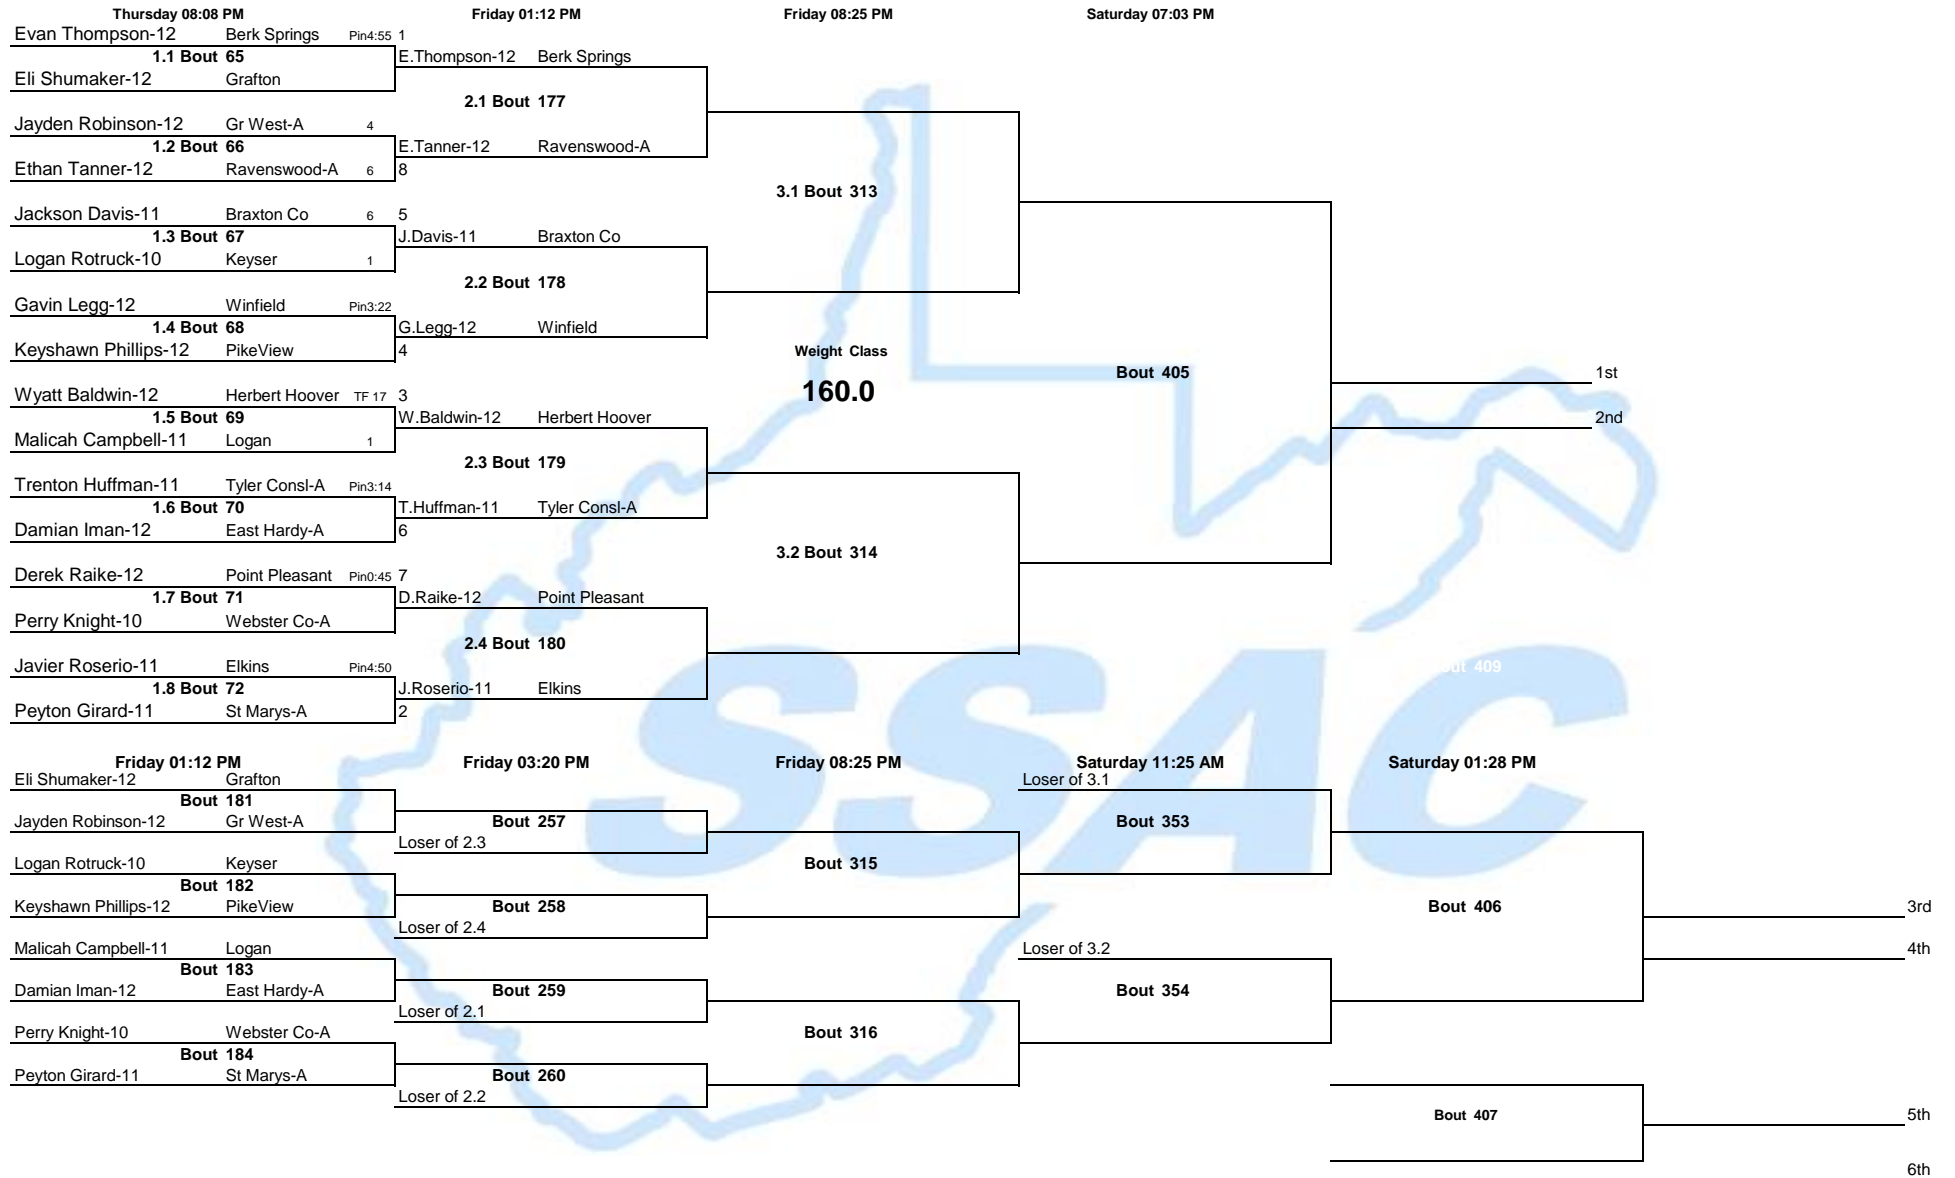 Thursday 08:08 PM Friday 01:12 PM Friday 08:25 PM Saturday 07:03 PM
Evan Thompson-12 Berk Springs Pin4:55 1
1.1 Bout 65 E.Thompson-12 Berk Springs
Eli Shumaker-12 Grafton
2.1 Bout 177
Jayden Robinson-12 Gr West-A 4
1.2 Bout 66 E.Tanner-12 Ravenswood-A
Ethan Tanner-12 Ravenswood-A 6 8
3.1 Bout 313
Jackson Davis-11 Braxton Co 6 5
1.3 Bout 67 J.Davis-11 Braxton Co
Logan Rotruck-10 Keyser 1
2.2 Bout 178
Gavin Legg-12 Winfield Pin3:22
1.4 Bout 68 G.Legg-12 Winfield
Keyshawn Phillips-12 PikeView 4
Weight Class
160.0
Bout 405
1st
2nd
Wyatt Baldwin-12 Herbert Hoover TF 17 3
1.5 Bout 69 W.Baldwin-12 Herbert Hoover
Malicah Campbell-11 Logan 1
2.3 Bout 179
Trenton Huffman-11 Tyler Consl-A Pin3:14
1.6 Bout 70 T.Huffman-11 Tyler Consl-A
Damian Iman-12 East Hardy-A 6
3.2 Bout 314
Derek Raike-12 Point Pleasant Pin0:45 7
1.7 Bout 71 D.Raike-12 Point Pleasant
Perry Knight-10 Webster Co-A
2.4 Bout 180
Javier Roserio-11 Elkins Pin4:50
409
1.8 Bout 72 J.Roserio-11 Elkins
Peyton Girard-11 St Marys-A 2
SSAC
Friday 01:12 PM Friday 03:20 PM Friday 08:25 PM Saturday 11:25 AM Saturday 01:28 PM
Eli Shumaker-12 Grafton Loser of 3.1
Bout 181
Jayden Robinson-12 Gr West-A Bout 257 Bout 353
Loser of 2.3
Logan Rotruck-10 Keyser Bout 315
Bout 182
Keyshawn Phillips-12 PikeView Bout 258 Bout 406 3rd
Loser of 2.4
Malicah Campbell-11 Logan Loser of 3.2 4th
Bout 183
Damian Iman-12 East Hardy-A Bout 259 Bout 354
Loser of 2.1
Perry Knight-10 Webster Co-A Bout 316
Bout 184
Peyton Girard-11 St Marys-A Bout 260
Loser of 2.2
Bout 407 5th
6th